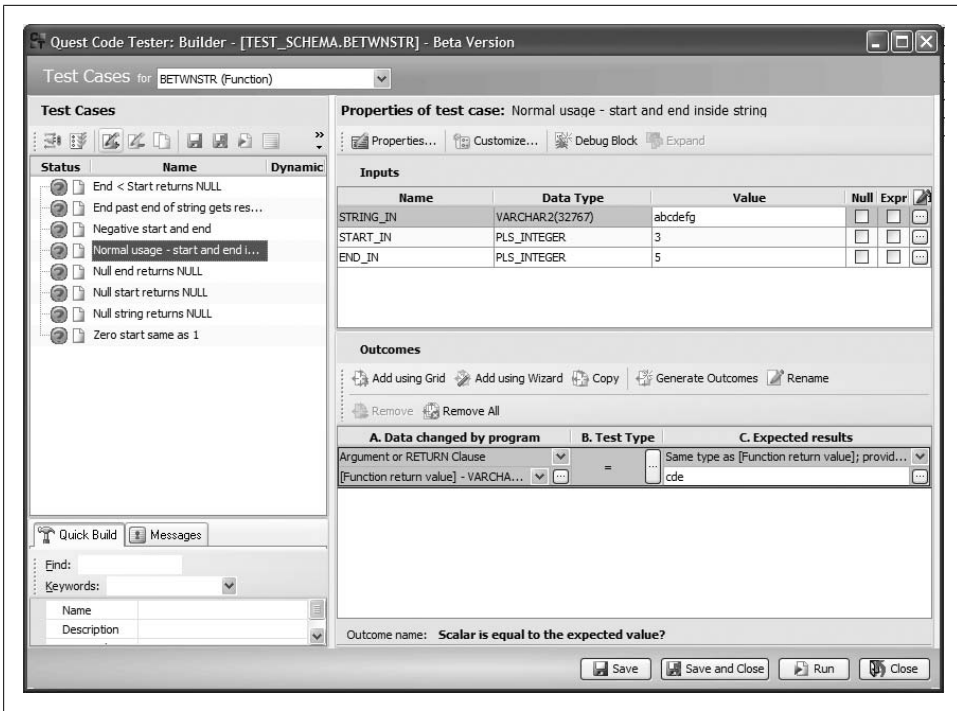 Quest Code Tester: Builder - [TEST_SCHEMA.BETWNSTR] - Beta Version
Test Cases for BETWNSTR (Function)
Test Cases
»
Status Name Dynamic
End < Start returns NULL
End past end of string gets res...
Negative start and end
Normal usage - start and end i...
Null end returns NULL
Null start returns NULL
Null string returns NULL
Zero start same as 1
Quick Build Messages
Find:
Keywords:
Name
Description
Properties of test case: Normal usage - start and end inside string
Properties... Customize... Debug Block Expand
Inputs
Name Data Type Value Null Expr
STRING_IN VARCHAR2(32767) abcdefg ...
START_IN PLS_INTEGER 3 ...
END_IN PLS_INTEGER 5 ...
Outcomes
Add using Grid Add using Wizard Copy Generate Outcomes Rename
Remove Remove All
A. Data changed by program B. Test Type C. Expected results
Argument or RETURN Clause = ... Same type as [Function return value]; provid...
[Function return value] - VARCHA... ... cde ...
Outcome name: Scalar is equal to the expected value?
Save Save and Close Run Close